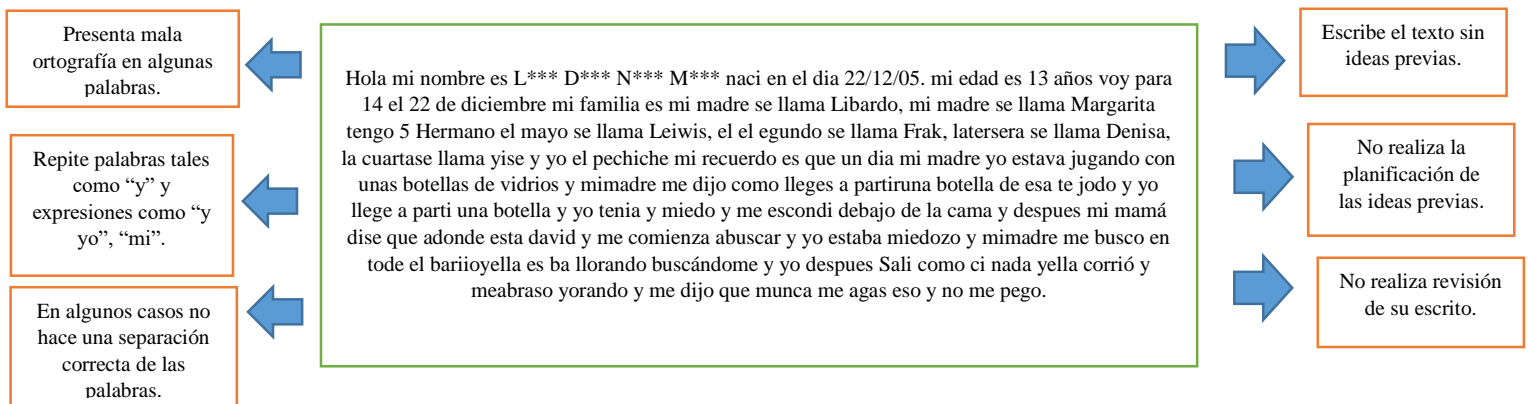 Presenta mala
ortografía en algunas
palabras.
Repite palabras tales
como “y” y
expresiones como “y
yo”, “mi”.
En algunos casos no
hace una separación
correcta de las
palabras.
Hola mi nombre es L*** D*** N*** M*** naci en el dia 22/12/05. mi edad es 13 años voy para
14 el 22 de diciembre mi familia es mi madre se llama Libardo, mi madre se llama Margarita
tengo 5 Hermano el mayo se llama Leiwis, el el egundo se llama Frak, latersera se llama Denisa,
la cuartase llama yise y yo el pechiche mi recuerdo es que un dia mi madre yo estava jugando con
unas botellas de vidrios y mimadre me dijo como lleges a partiruna botella de esa te jodo y yo
llege a parti una botella y yo tenia y miedo y me escondi debajo de la cama y despues mi mamá
dise que adonde esta david y me comienza abuscar y yo estaba miedozo y mimadre me busco en
tode el bariioyella es ba llorando buscándome y yo despues Sali como ci nada yella corrió y
meabraso yorando y me dijo que munca me agas eso y no me pego.
Escribe el texto sin
ideas previas.
No realiza la
planificación de
las ideas previas.
No realiza revisión
de su escrito.